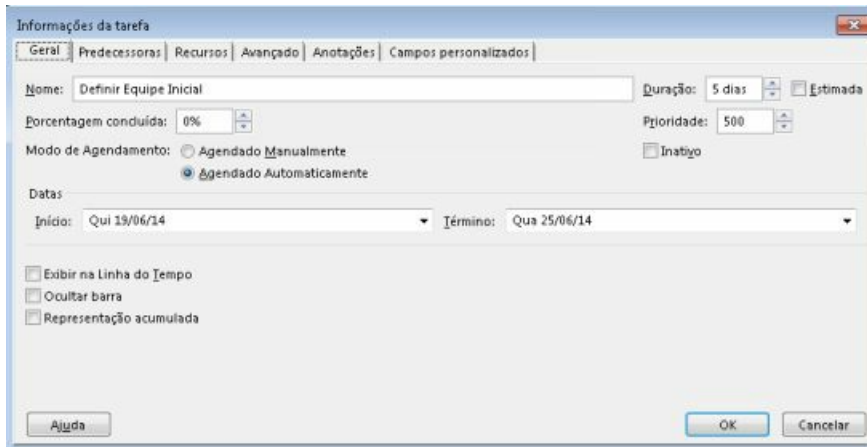 Informações da tarefa
Geral Predecessoras Recursos Avançado Anotações Campos personalizados
Nome: Definir Equipe Inicial Duração: 5 dias Estimada
Porcentagem concluída: 0% Prioridade: 500
Modo de Agendamento: Agendado Manualmente Inativo
Agendado Automaticamente
Datas
Início: Qui 19/06/14 Término: Qua 25/06/14
Exibir na Linha do Tempo
Ocultar barra
Representação acumulada
Ajuda OK Cancelar